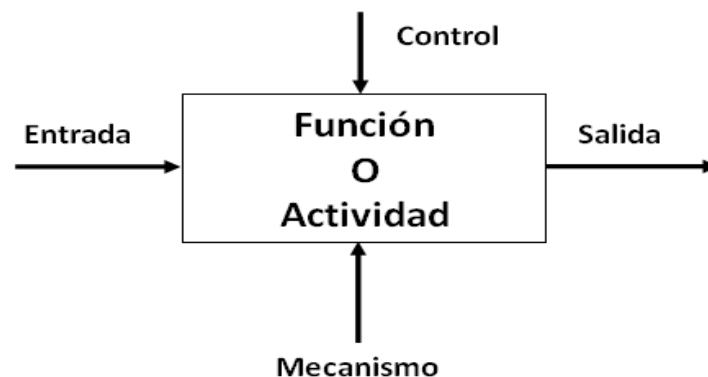 Control
Entrada
Función
O
Actividad
Salida
Mecanismo